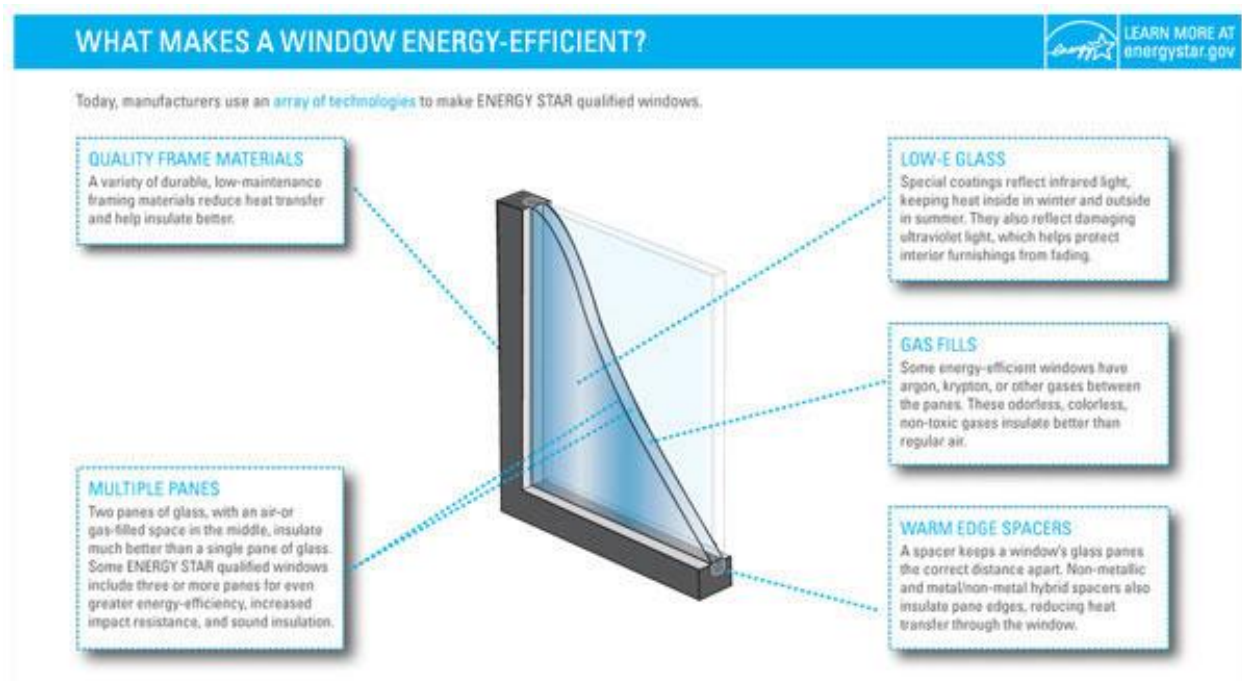 WHAT MAKES A WINDOW ENERGY-EFFICIENT?
energy
LEARN MORE AT
energystar.gov
Today, manufacturers use an array of technologies to make ENERGY STAR qualified windows.
QUALITY FRAME MATERIALS
A variety of durable, low-maintenance
framing materials reduce heat transfer
and help insulate better.
MULTIPLE PANES
Two panes of glass, with an air-or
gas-filled space in the middle, insulate
much better than a single pane of glass.
Some ENERGY STAR qualified windows
include three or more panes for even
greater energy-efficiency, increased
impact resistance, and sound insulation.
LOW-E GLASS
Special coatings reflect infrared light,
keeping heat inside in winter and outside
in summer. They also reflect damaging
ultraviolet light, which helps protect
interior furnishings from fading.
GAS FILLS
Some energy-efficient windows have
argon, krypton, or other gases between
the panes. These odorless, colorless,
non-toxic gases insulate better than
regular air.
WARM EDGE SPACERS
A spacer keeps a window's glass panes
the correct distance apart. Non-metallic
and metal/non-metal hybrid spacers also
insulate pane edges, reducing heat
transfer through the window.